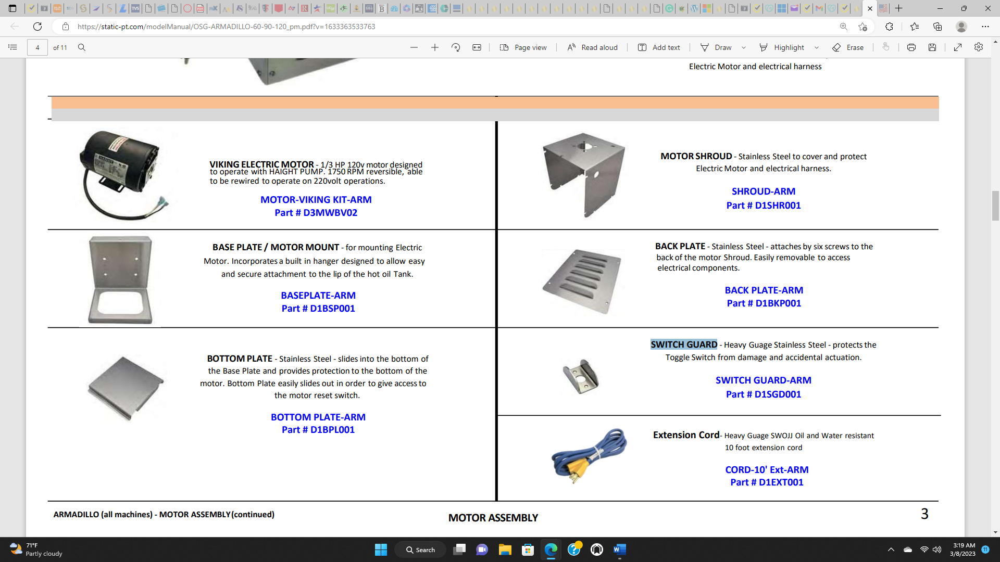 https://static-pt.com/modelManual/OSG-ARMADILLO-60-90-120_pm.pdf?v=1633363533763
4 of 11
Page view
Read aloud
Add text
Draw
Highlight
Erase
Electric Motor and electrical harness
VIKING ELECTRIC MOTOR - 1/3 HP 120v motor designed
to operate with HAIGHT PUMP. 1750 RPM reversible, able
to be rewired to operate on 220volt operations.
MOTOR-VIKING KIT-ARM
Part # D3MWBV02
MOTOR SHROUD - Stainless Steel to cover and protect
Electric Motor and electrical harness.
SHROUD-ARM
Part # D1SHR001
BASE PLATE / MOTOR MOUNT - for mounting Electric
Motor. Incorporates a built in hanger designed to allow easy
and secure attachment to the lip of the hot oil Tank.
BASEPLATE-ARM
Part # D1BSP001
BACK PLATE - Stainless Steel - attaches by six screws to the
back of the motor Shroud. Easily removable to access
electrical components.
BACK PLATE-ARM
Part # D1BKP001
BOTTOM PLATE - Stainless Steel - slides into the bottom of
the Base Plate and provides protection to the bottom of the
motor. Bottom Plate easily slides out in order to give access to
the motor reset switch.
BOTTOM PLATE-ARM
Part # D1BPL001
SWITCH GUARD - Heavy Guage Stainless Steel - protects the
Toggle Switch from damage and accidental actuation.
SWITCH GUARD-ARM
Part # D1SGD001
Extension Cord- Heavy Guage SWOJJ Oil and Water resistant
10 foot extension cord
CORD-10' Ext-ARM
Part # D1EXT001
ARMADILLO (all machines) - MOTOR ASSEMBLY(continued)
MOTOR ASSEMBLY
3
71°F
Partly cloudy
Search
3:19 AM
3/8/2023
11